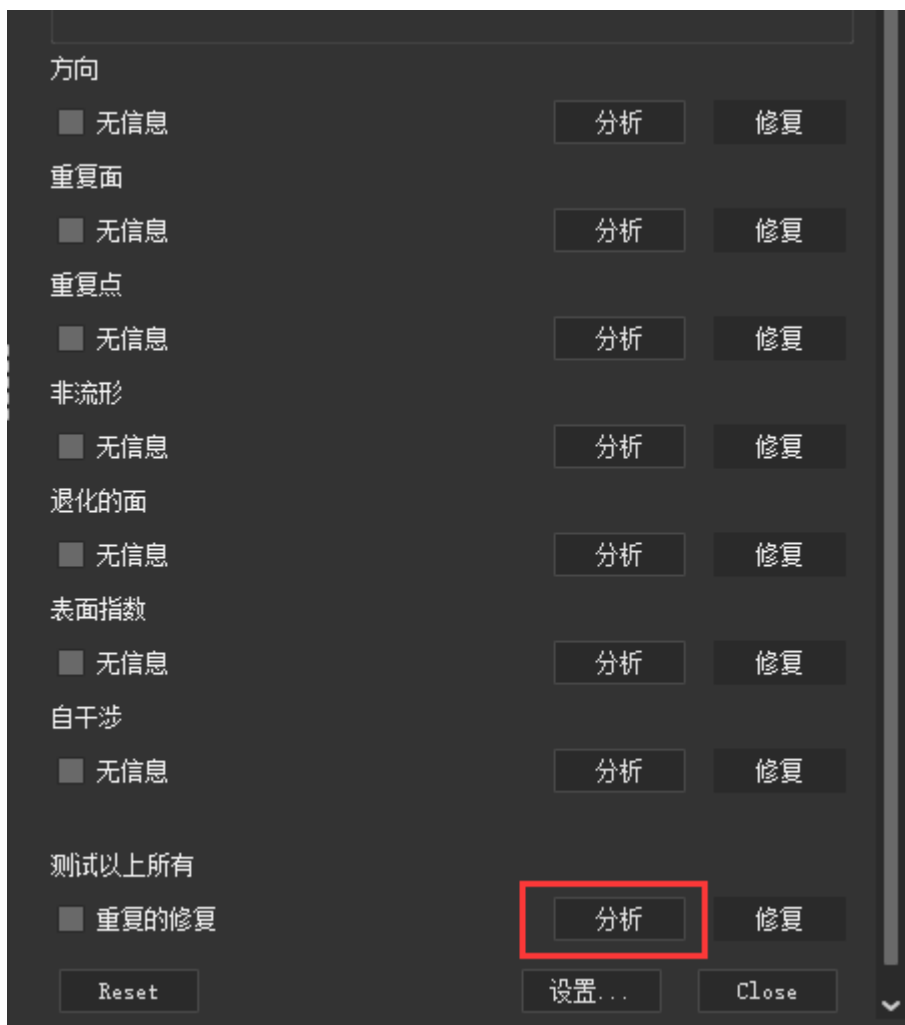 方向
无信息 分析 修复
重复面
无信息 分析 修复
重复点
无信息 分析 修复
非流形
无信息 分析 修复
退化的面
无信息 分析 修复
表面指数
无信息 分析 修复
自干涉
无信息 分析 修复
测试以上所有
重复的修复 分析 修复
Reset 设置... Close